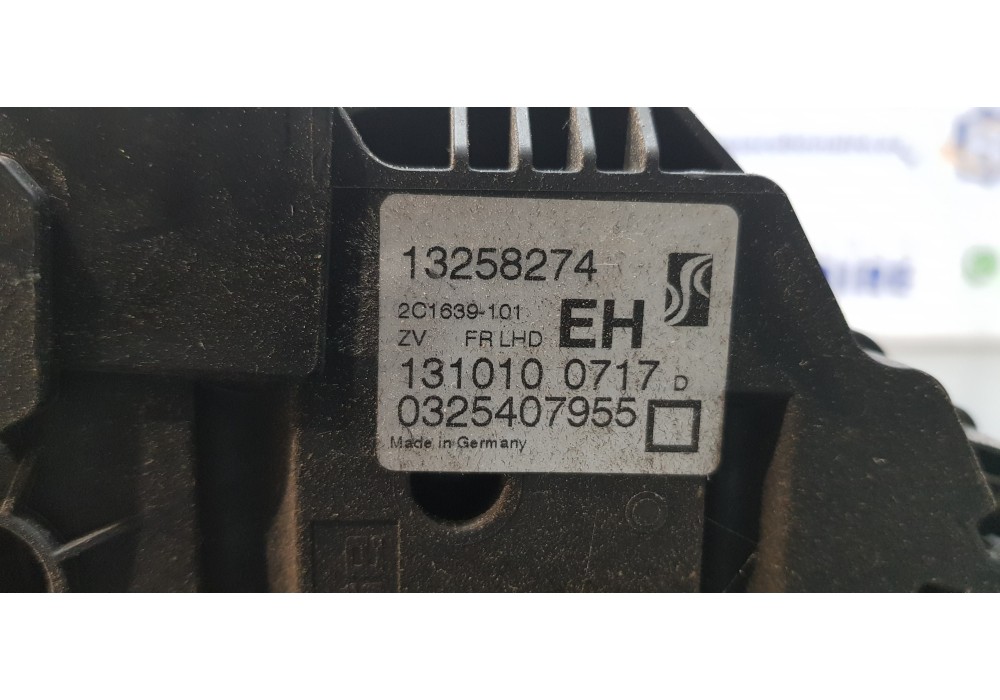 13258274
2C1639-101
ZV FR LHD EH
131010 0717 D
0325407955
Made in Germany